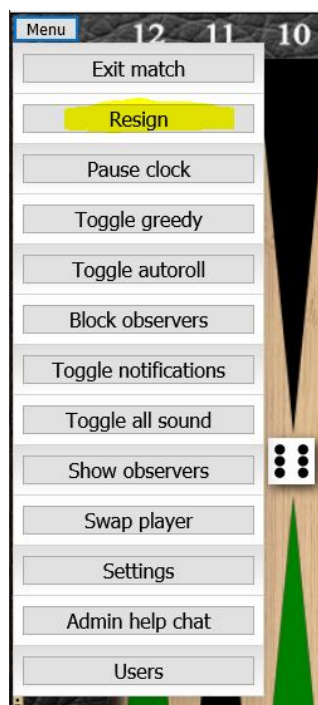 Menu
12 11 10
Exit match
Resign
Pause clock
Toggle greedy
Toggle autoroll
Block observers
Toggle notifications
Toggle all sound
Show observers
Swap player
Settings
Admin help chat
Users